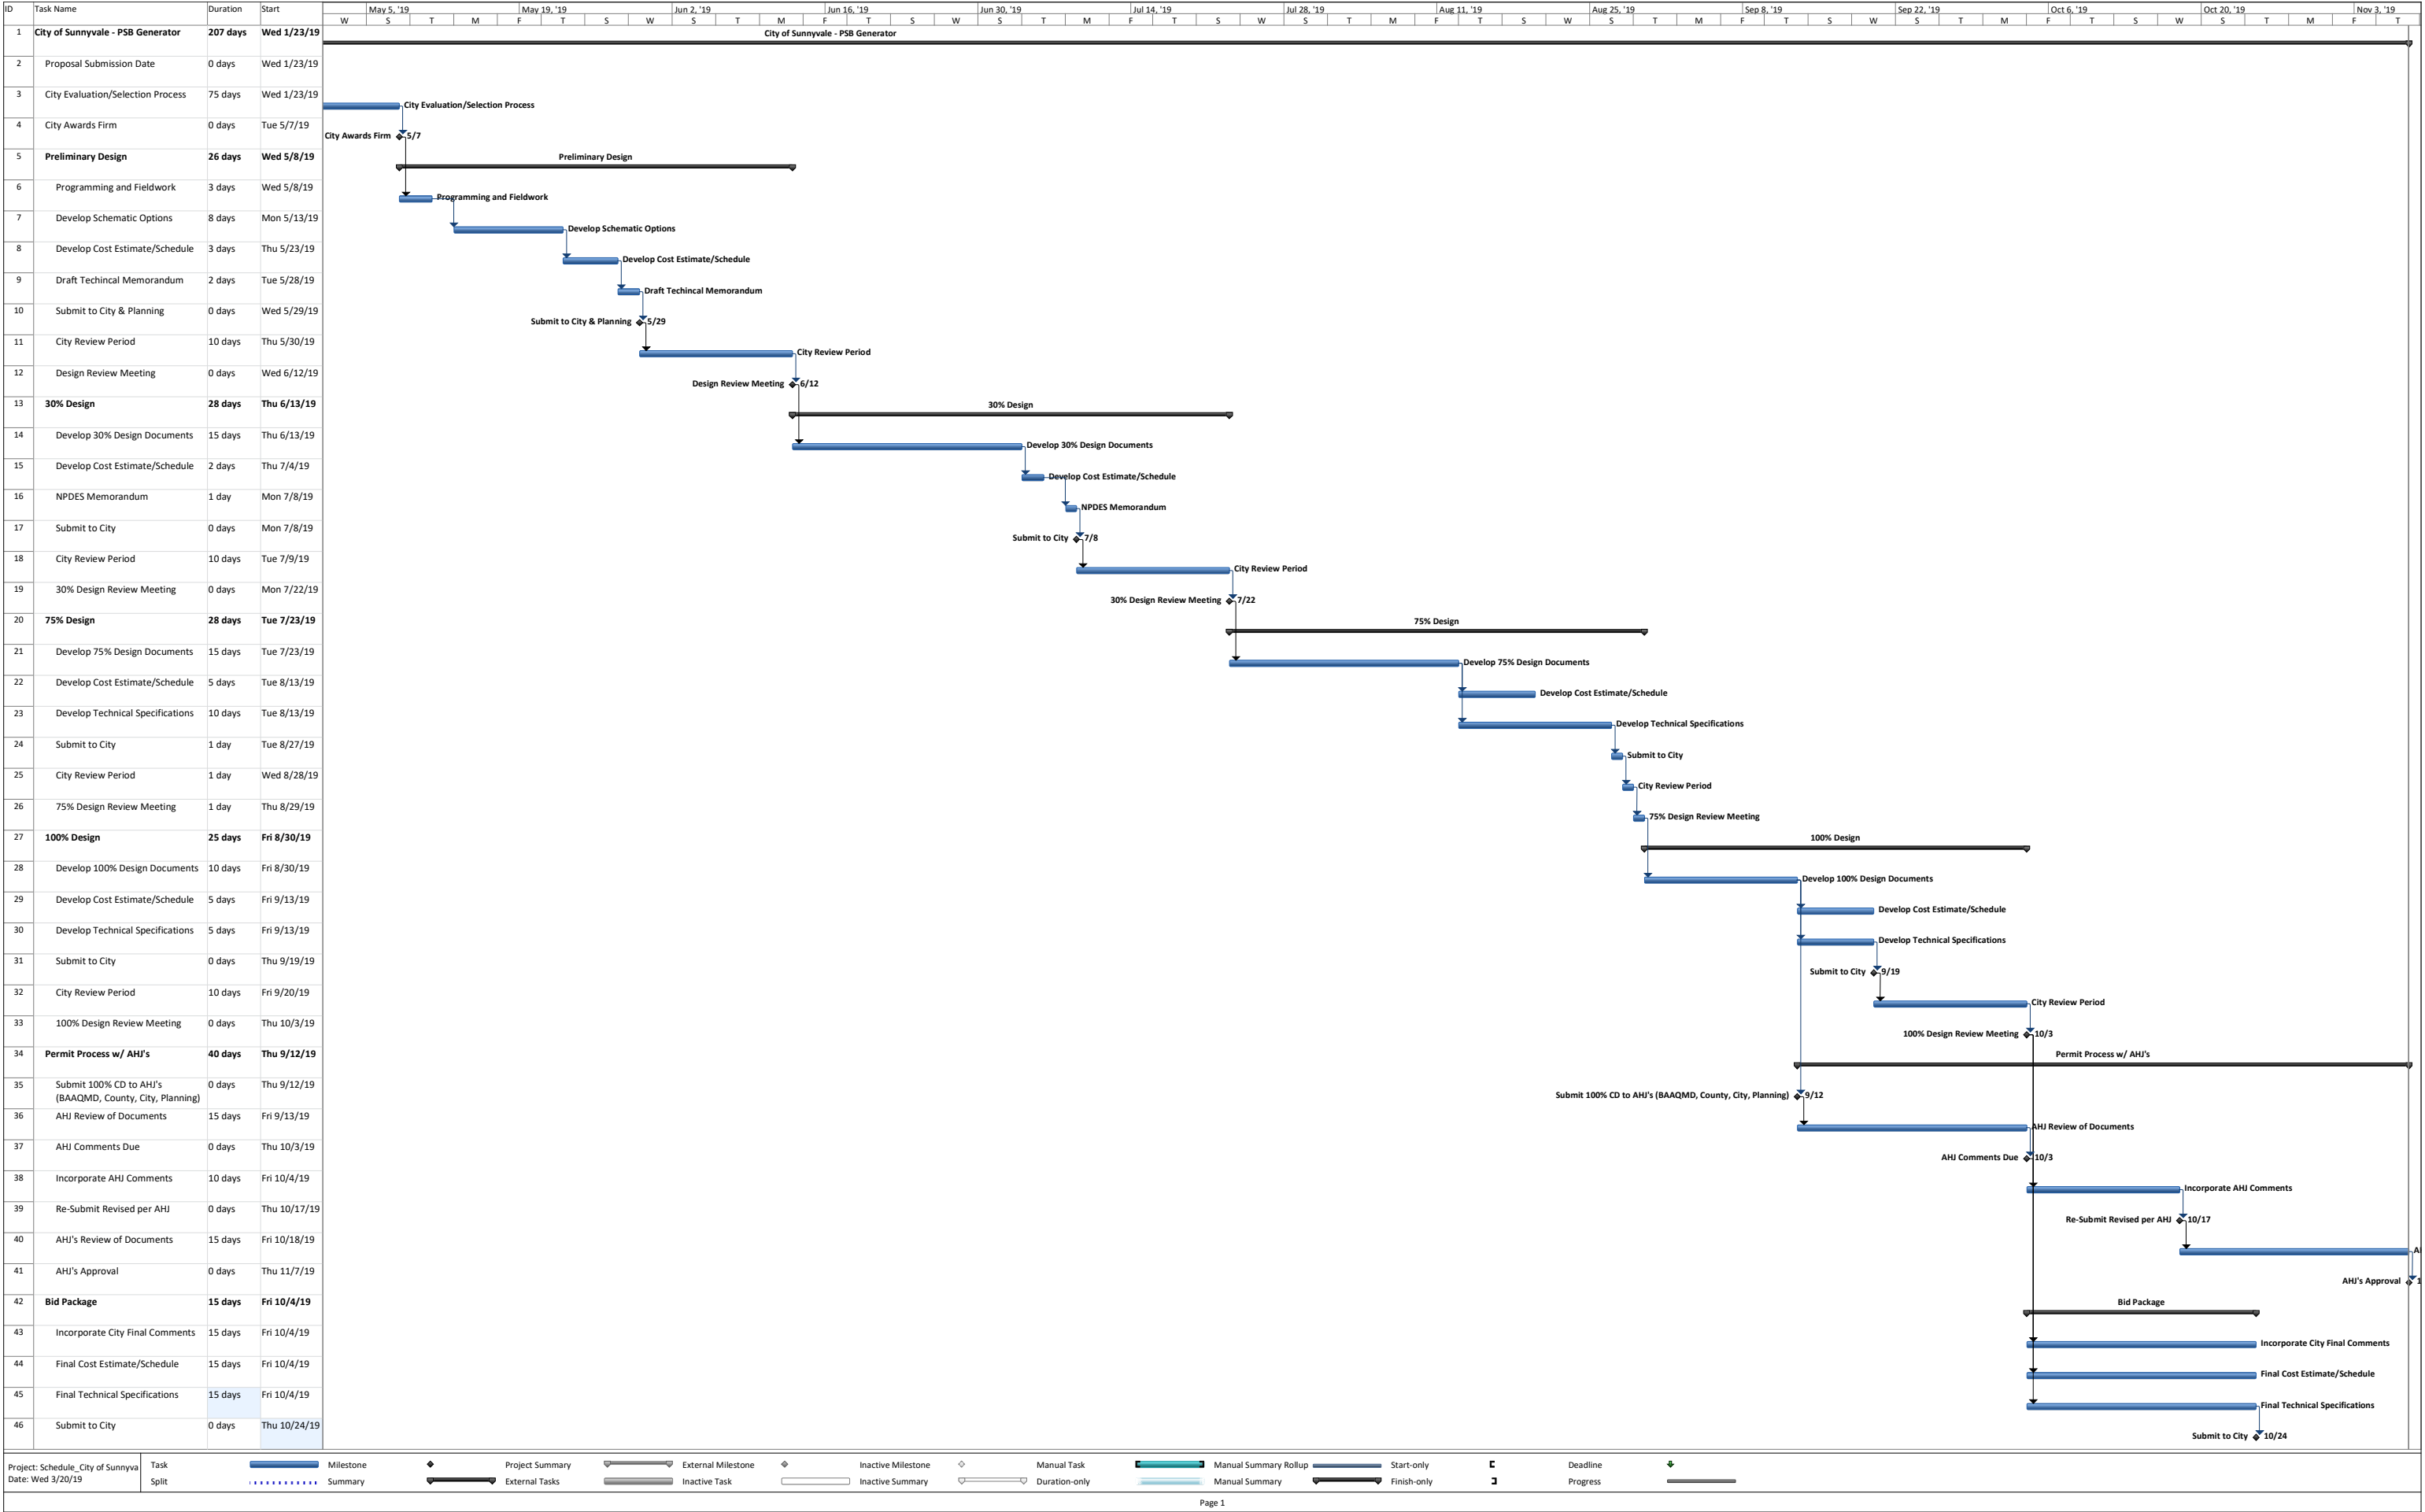 ID Task Name Duration Start May 5, '19 May 19, '19 Jun 2, '19 Jun 16, '19 Jun 30, '19 Jul 14, '19 Jul 28, '19 Aug 11, '19 Aug 25, '19 Sep 8, '19 Sep 22, '19 Oct 6, '19 Oct 20, '19 Nov 3, '19
W S T M F T S W M F T S W M F T S W M F T S W M F T S W M F T S W M F T S W M F T S W M F T
1 City of Sunnyvale - PSB Generator 207 days Wed 1/23/19 City of Sunnyvale - PSB Generator
2 Proposal Submission Date 0 days Wed 1/23/19
3 City Evaluation/Selection Process 75 days Wed 1/23/19 City Evaluation/Selection Process
4 City Awards Firm 0 days Tue 5/7/19 City Awards Firm 5/7
5 Preliminary Design 26 days Wed 5/8/19 Preliminary Design
6 Programming and Fieldwork 3 days Wed 5/8/19 Programming and Fieldwork
7 Develop Schematic Options 8 days Mon 5/13/19 Develop Schematic Options
8 Develop Cost Estimate/Schedule 3 days Thu 5/23/19 Develop Cost Estimate/Schedule
9 Draft Techincal Memorandum 2 days Tue 5/28/19 Draft Techincal Memorandum
10 Submit to City & Planning 0 days Wed 5/29/19 Submit to City & Planning 5/29
11 City Review Period 10 days Thu 5/30/19 City Review Period
12 Design Review Meeting 0 days Wed 6/12/19 Design Review Meeting 6/12
13 30% Design 28 days Thu 6/13/19 30% Design
14 Develop 30% Design Documents 15 days Thu 6/13/19 Develop 30% Design Documents
15 Develop Cost Estimate/Schedule 2 days Thu 7/4/19 Develop Cost Estimate/Schedule
16 NPDES Memorandum 1 day Mon 7/8/19 NPDES Memorandum
17 Submit to City 0 days Mon 7/8/19 Submit to City 7/8
18 City Review Period 10 days Tue 7/9/19 City Review Period
19 30% Design Review Meeting 0 days Mon 7/22/19 30% Design Review Meeting 7/22
20 75% Design 28 days Tue 7/23/19 75% Design
21 Develop 75% Design Documents 15 days Tue 7/23/19 Develop 75% Design Documents
22 Develop Cost Estimate/Schedule 5 days Tue 8/13/19 Develop Cost Estimate/Schedule
23 Develop Technical Specifications 10 days Tue 8/13/19 Develop Technical Specifications
24 Submit to City 1 day Tue 8/27/19 Submit to City
25 City Review Period 1 day Wed 8/28/19 City Review Period
26 75% Design Review Meeting 1 day Thu 8/29/19 75% Design Review Meeting
27 100% Design 25 days Fri 8/30/19 100% Design
28 Develop 100% Design Documents 10 days Fri 8/30/19 Develop 100% Design Documents
29 Develop Cost Estimate/Schedule 5 days Fri 9/13/19 Develop Cost Estimate/Schedule
30 Develop Technical Specifications 5 days Fri 9/13/19 Develop Technical Specifications
31 Submit to City 0 days Thu 9/19/19 Submit to City 9/19
32 City Review Period 10 days Fri 9/20/19 City Review Period
33 100% Design Review Meeting 0 days Thu 10/3/19 100% Design Review Meeting 10/3
34 Permit Process w/ AHJ's 40 days Thu 9/12/19 Permit Process w/ AHJ's
35 Submit 100% CD to AHJ's 0 days Thu 9/12/19
(BAAQMD, County, City, Planning) Submit 100% CD to AHJ's (BAAQMD, County, City, Planning) 9/12
36 AHJ Review of Documents 15 days Fri 9/13/19 AHJ Review of Documents
37 AHJ Comments Due 0 days Thu 10/3/19 AHJ Comments Due 10/3
38 Incorporate AHJ Comments 10 days Fri 10/4/19 Incorporate AHJ Comments
39 Re-Submit Revised per AHJ 0 days Thu 10/17/19 Re-Submit Revised per AHJ 10/17
40 AHJ's Review of Documents 15 days Fri 10/18/19
41 AHJ's Approval 0 days Thu 11/7/19 AHJ's Approval
42 Bid Package 15 days Fri 10/4/19 Bid Package
43 Incorporate City Final Comments 15 days Fri 10/4/19 Incorporate City Final Comments
44 Final Cost Estimate/Schedule 15 days Fri 10/4/19 Final Cost Estimate/Schedule
45 Final Technical Specifications 15 days Fri 10/4/19 Final Technical Specifications
46 Submit to City 0 days Thu 10/24/19 Submit to City 10/24
Project: Schedule_City of Sunnyva
Date: Wed 3/20/19
Task Milestone Project Summary External Milestone Inactive Milestone Manual Task Manual Summary Rollup Start-only Deadline
Split Summary External Tasks Inactive Task Inactive Summary Duration-only Manual Summary Finish-only Progress
Page 1